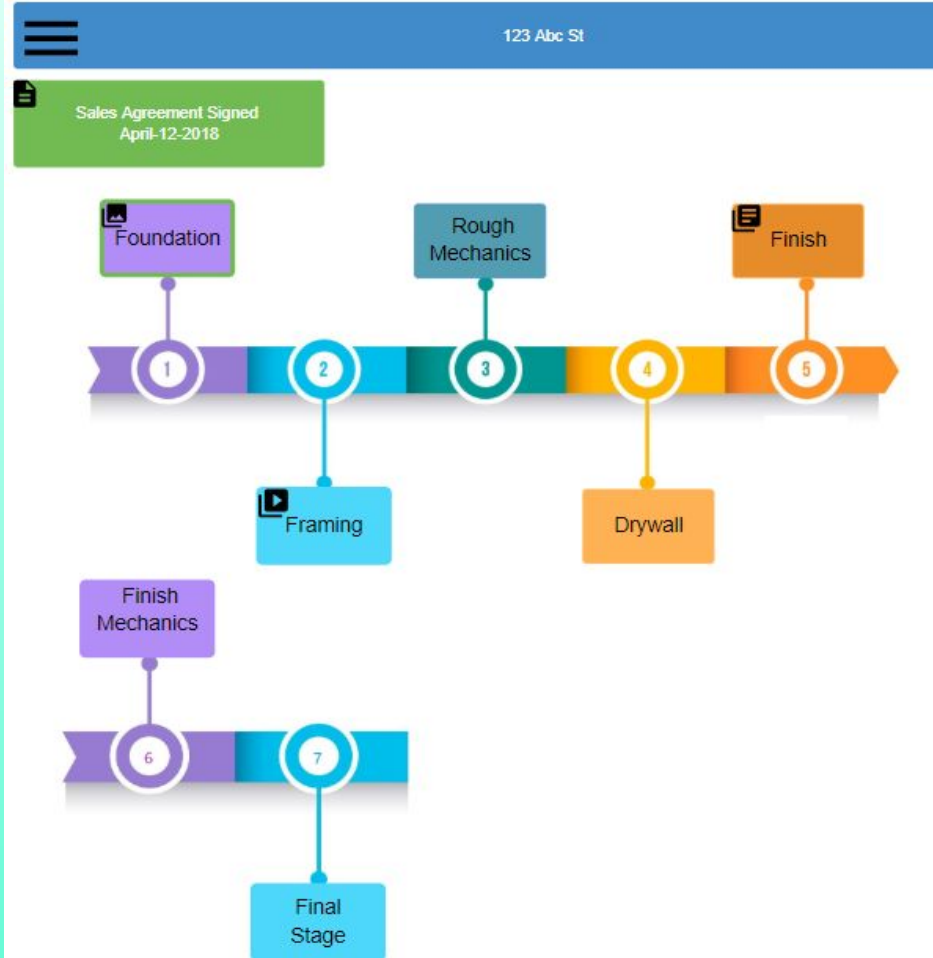 123 Abc St
Sales Agreement Signed
April-12-2018
Foundation
Rough
Mechanics
Finish
1
2
3
4
5
Framing
Drywall
Finish
Mechanics
6
7
Final
Stage